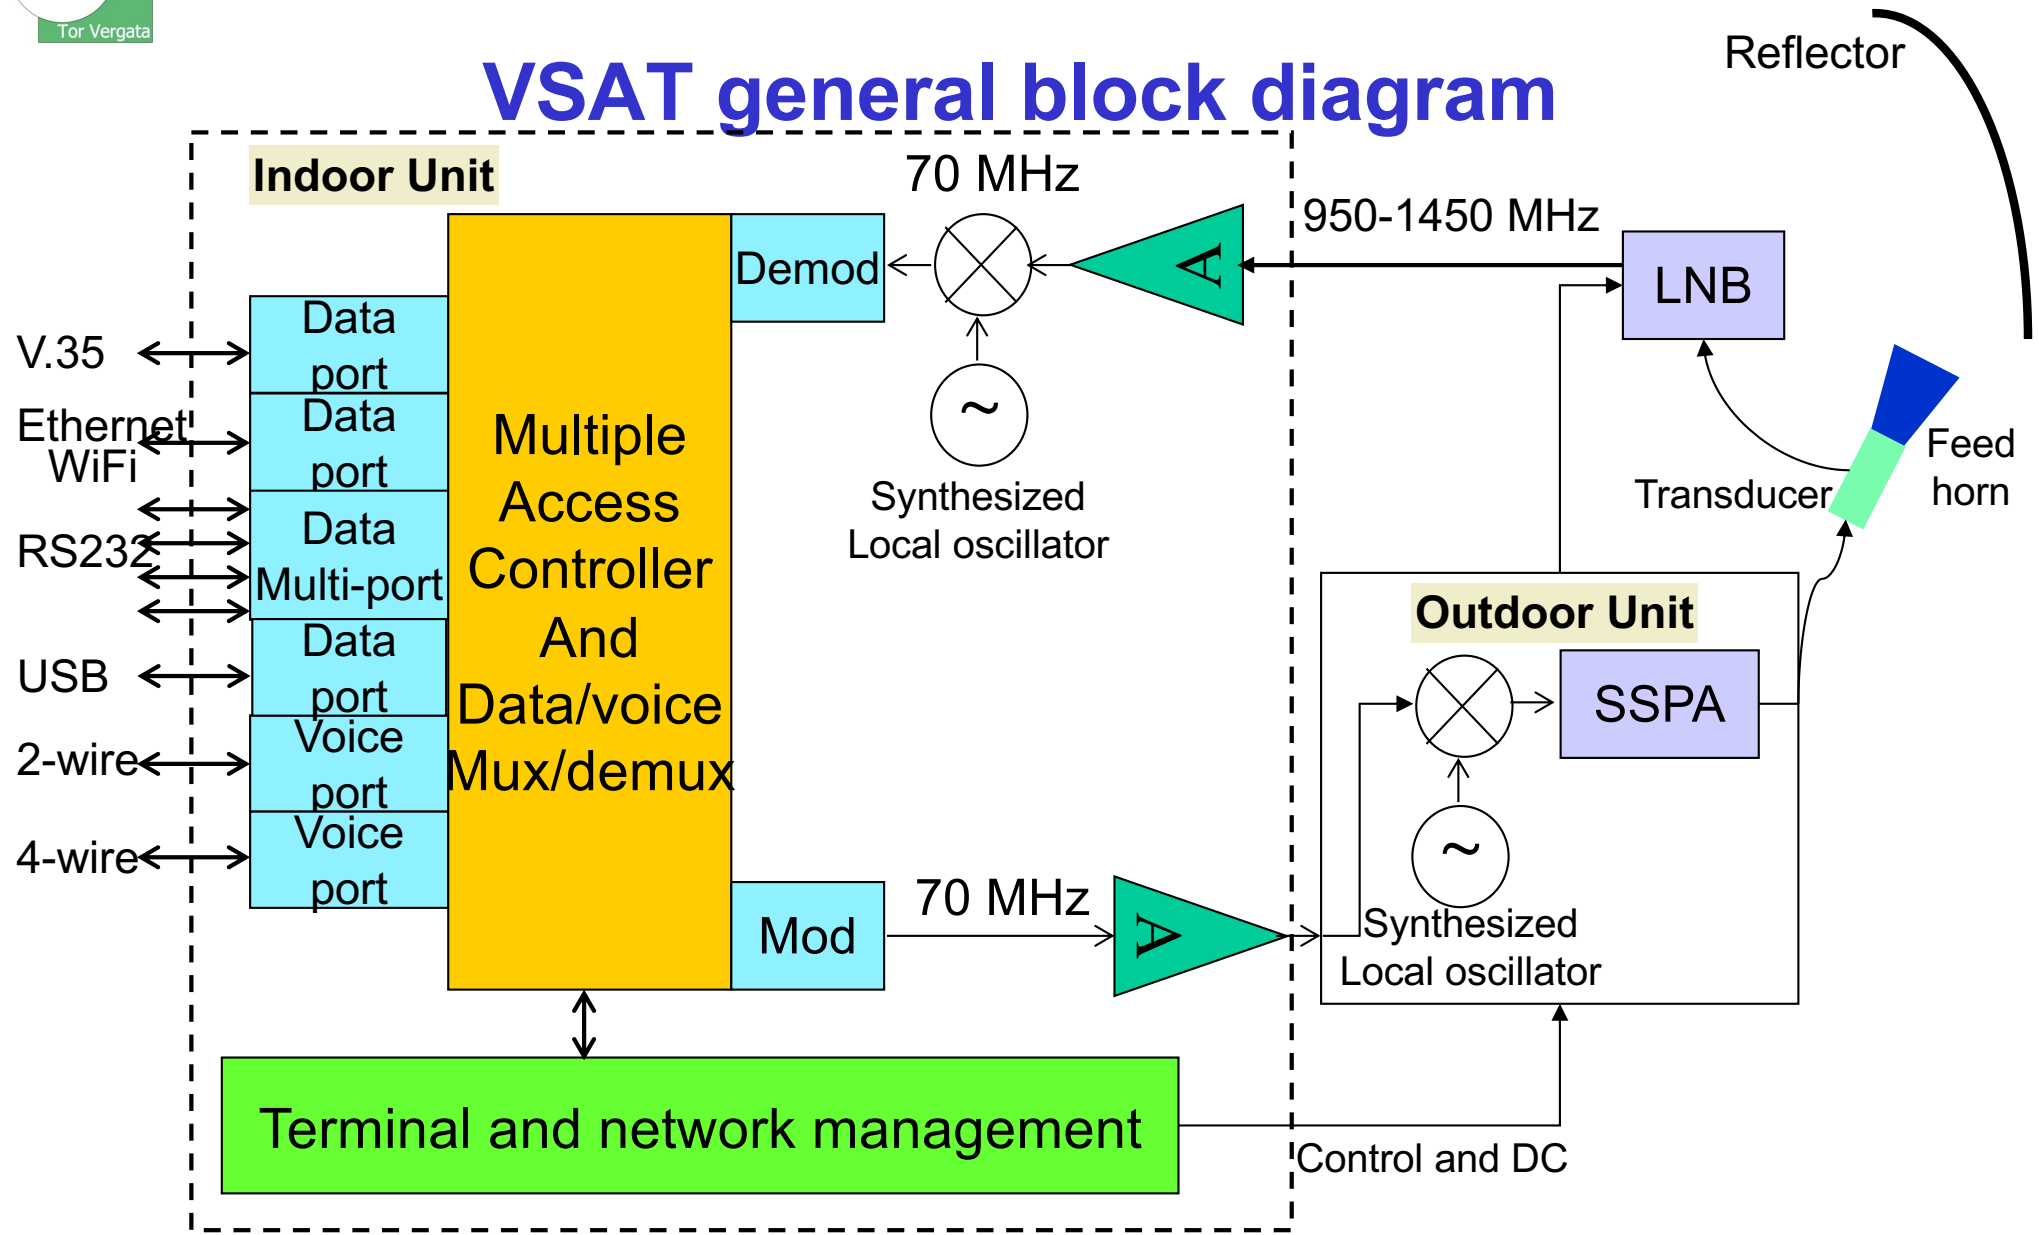 Tor Vergata
VSAT general block diagram
Reflector
Indoor Unit
70 MHz
950-1450 MHz
Demod
A
LNB
~
Synthesized
Local oscillator
V.35
Ethernet
WiFi
RS232
USB
2-wire
4-wire
Data
port
Data
port
Data
Multi-port
Data
port
Voice
port
Voice
port
Multiple
Access
Controller
And
Data/voice
Mux/demux
Feed
horn
Transducer
Outdoor Unit
SSPA
~
Synthesized
Local oscillator
Mod
70 MHz
A
Terminal and network management
Control and DC